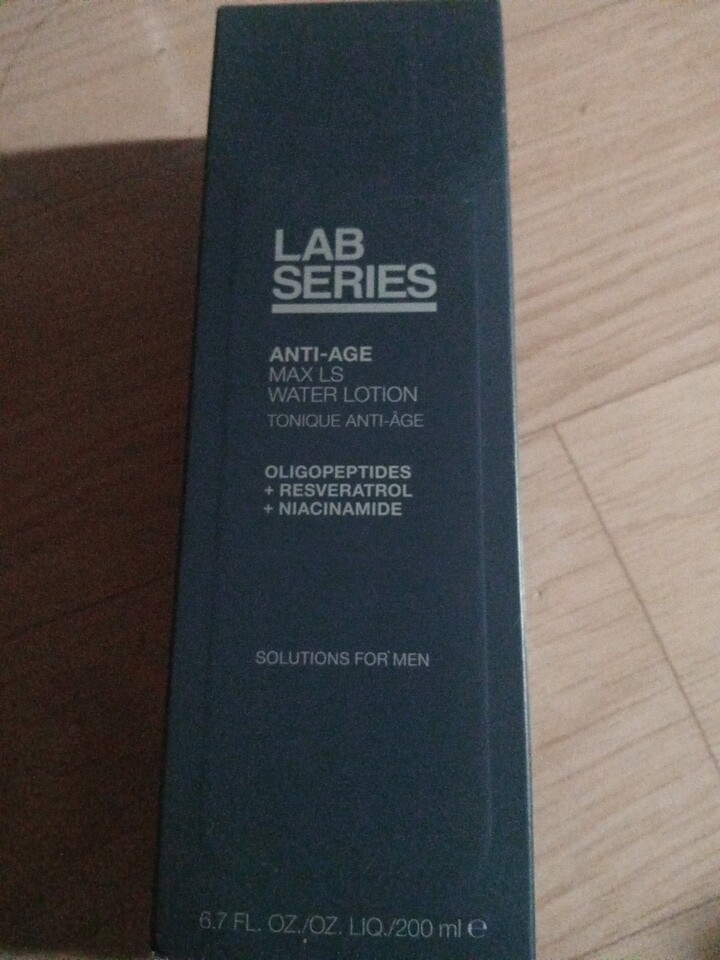 LAB
SERIES
ANTI-AGE
MAX LS
WATER LOTION
TONIQUE ANTI-ÂGE
OLIGOPEPTIDES
+ RESVERATROL
+ NIACINAMIDE
SOLUTIONS FOR MEN
6.7 FL. OZ./OZ. LIQ./200 ml ℮